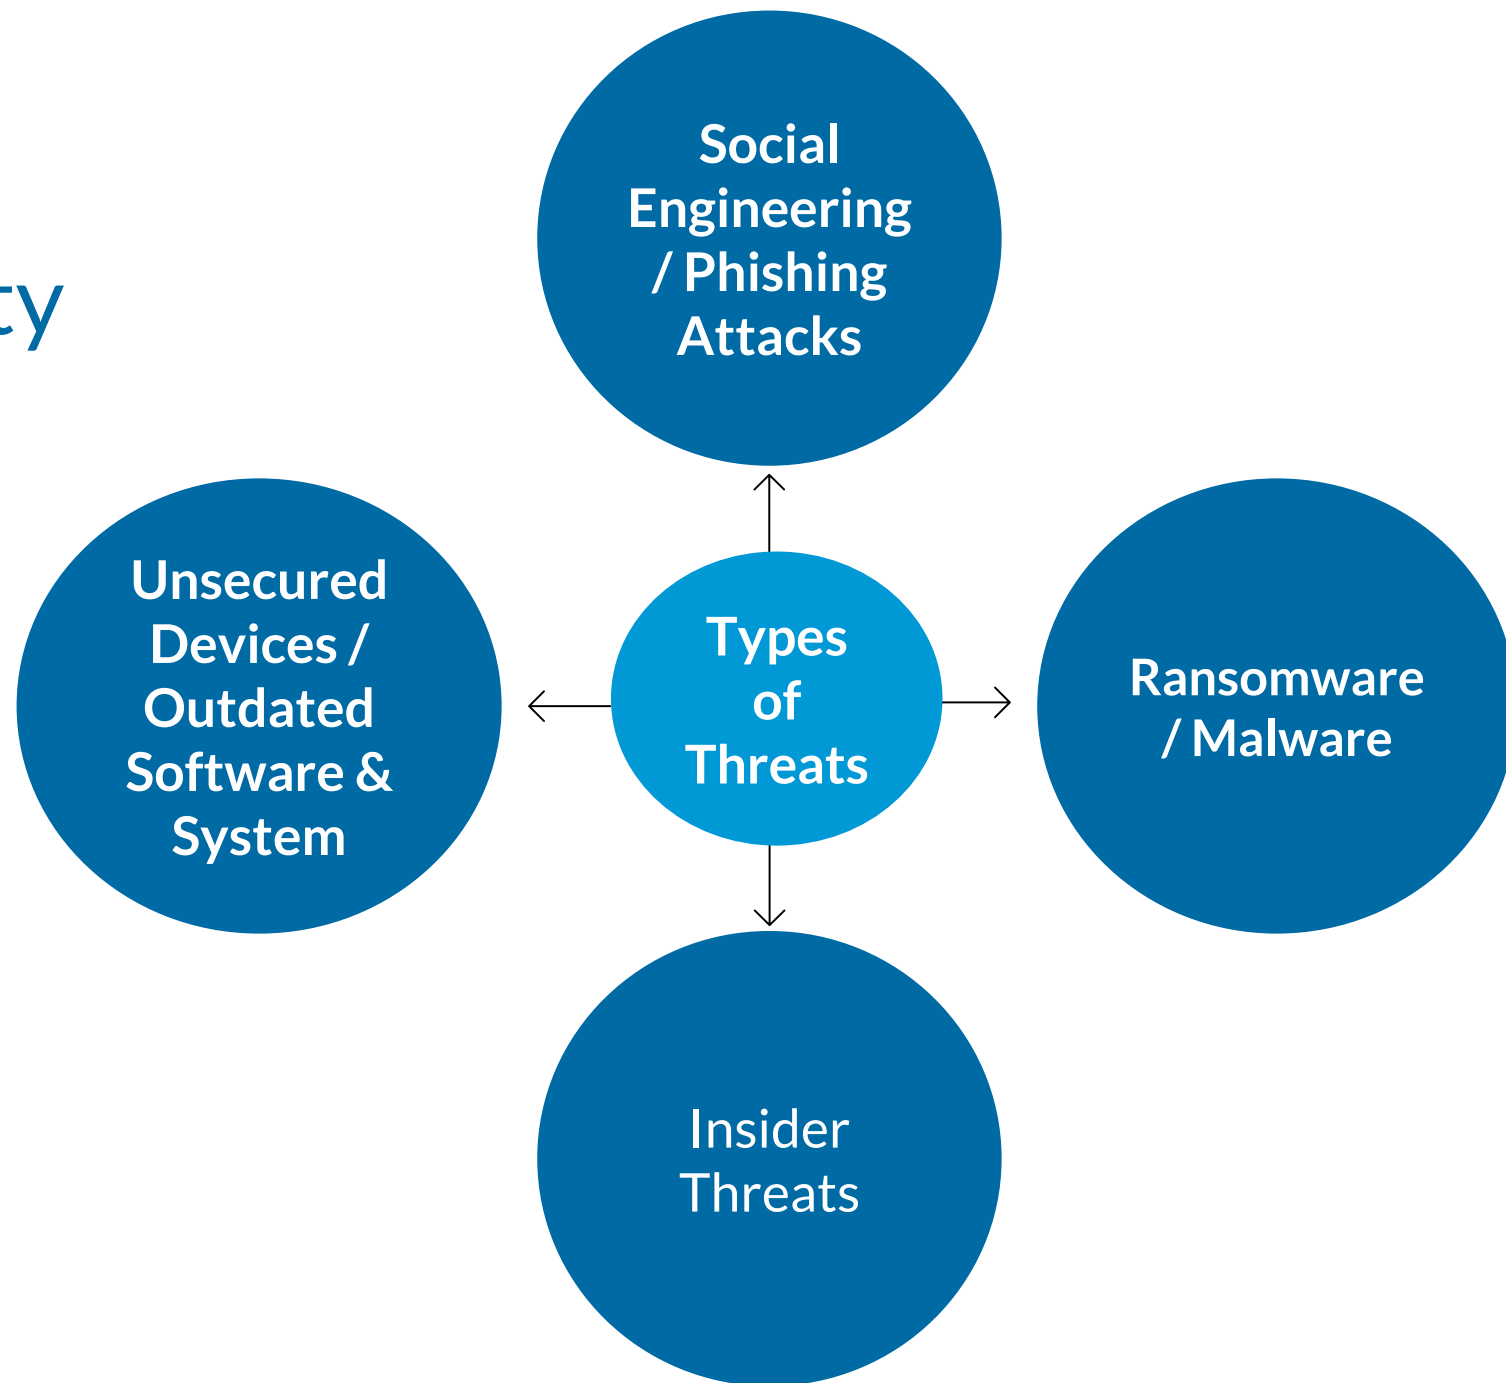 Social
Engineering
/ Phishing
Attacks
ty
Unsecured
Devices /
Outdated
Software &
System
Types
of
Threats
Ransomware
/ Malware
Insider
Threats